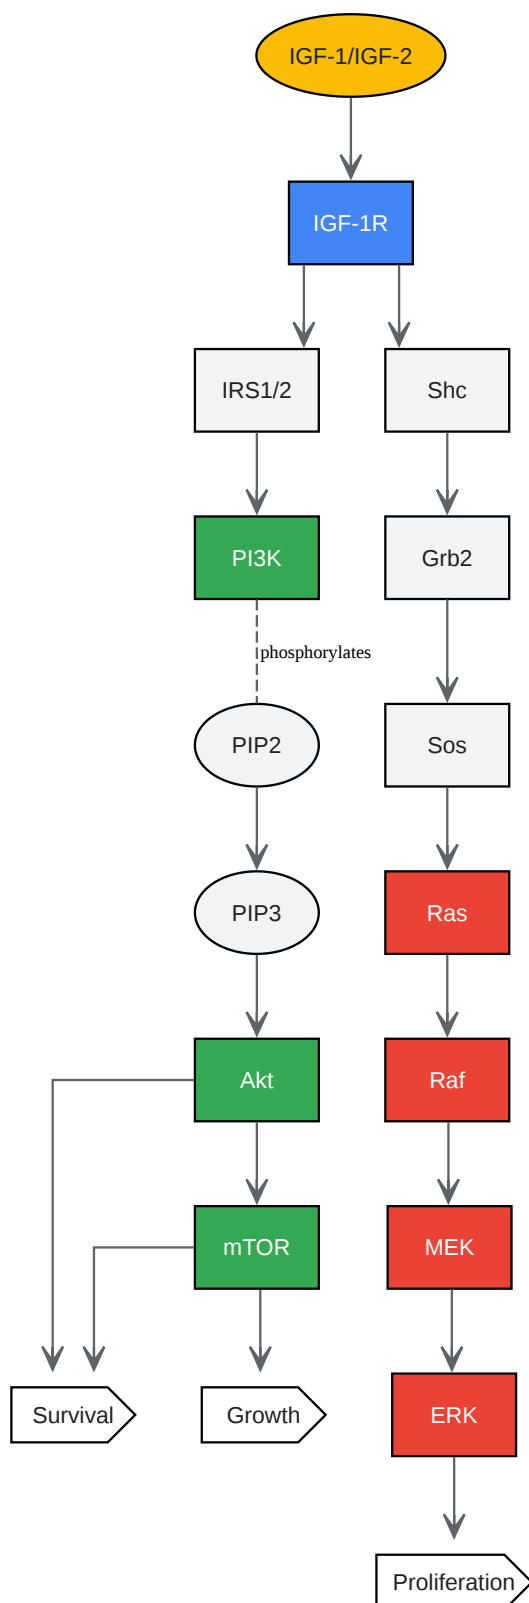 IGF-1/IGF-2
IGF-1R
IRS1/2
Shc
PI3K
Grb2
phosphorylates
PIP2
Sos
PIP3
Ras
Akt
Raf
mTOR
MEK
Survival
Growth
ERK
Proliferation